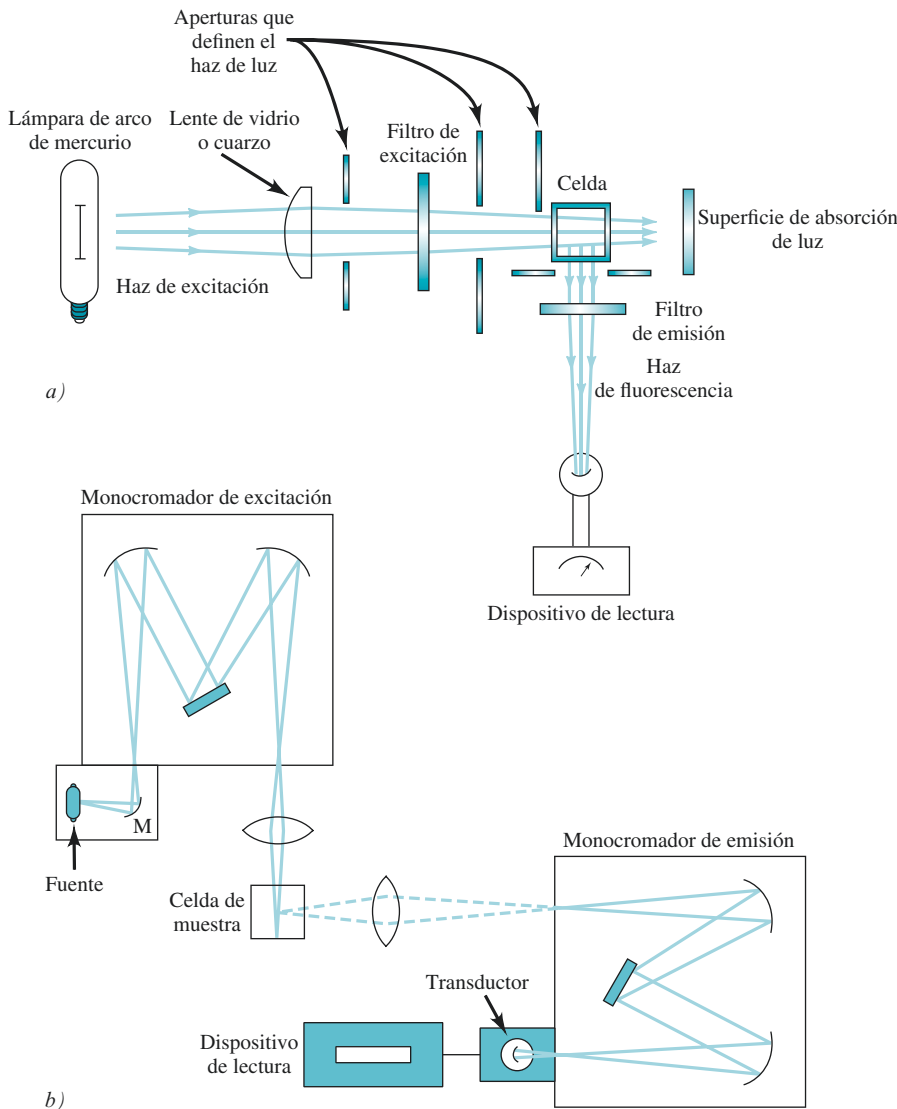 Aperturas que
definen el
haz de luz
Lámpara de arco
de mercurio
Lente de vidrio
o cuarzo
Filtro de
excitación
Celda
Superficie de absorción
de luz
Haz de excitación
Filtro
de emisión
Haz
de fluorescencia
a)
Dispositivo de lectura
Monocromador de excitación
M
Fuente
Celda de
muestra
Monocromador de emisión
Transductor
Dispositivo
de lectura
b)